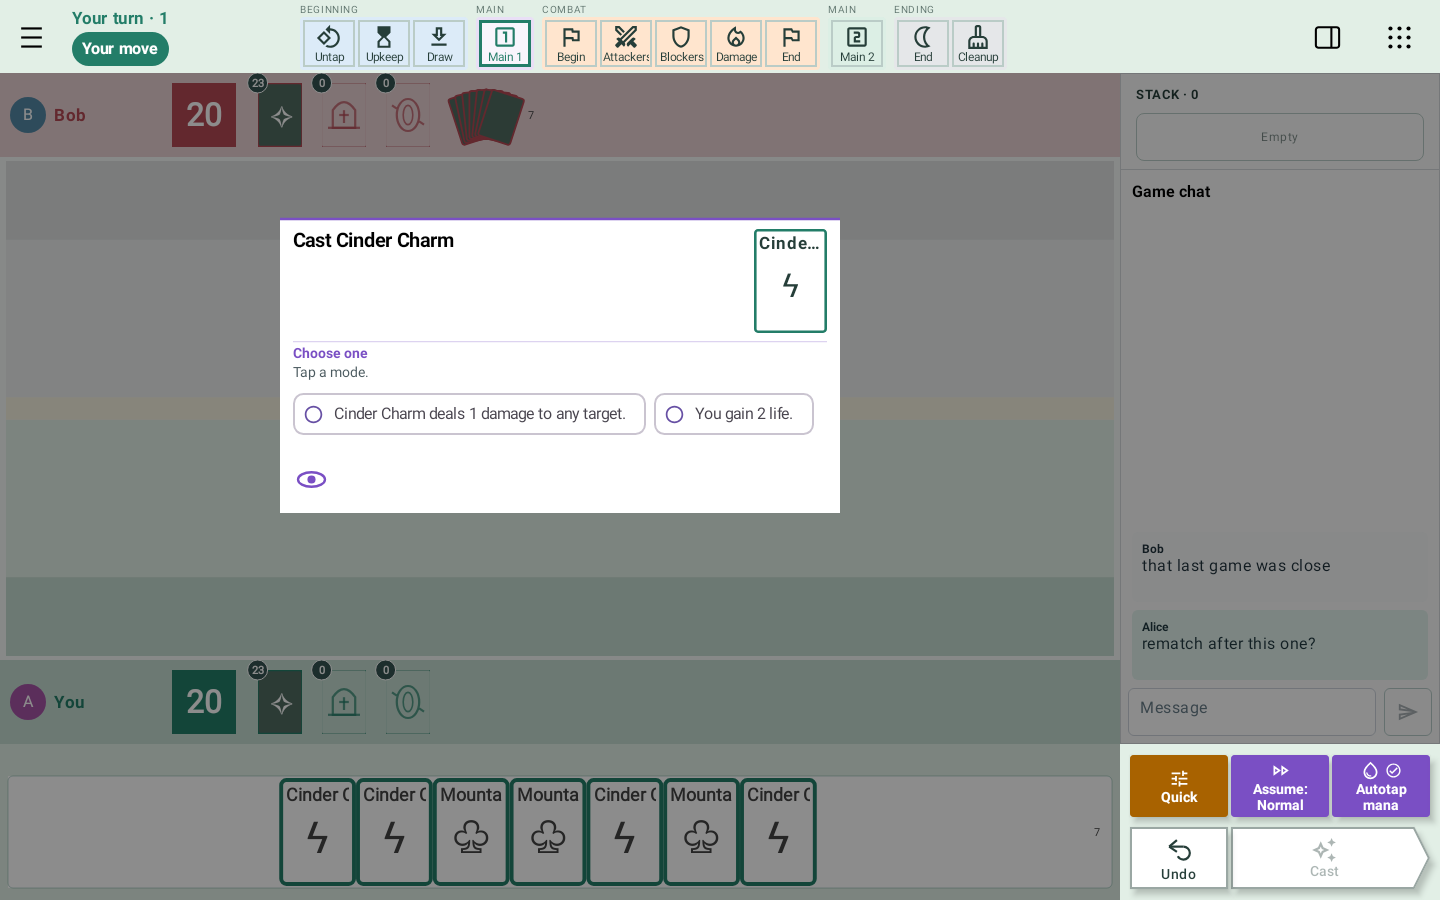 Your turn · 1
Your move
BEGINNING
Untap
Upkeep
Draw
MAIN
Main 1
COMBAT
Begin
Attackers
Blockers
Damage
End
MAIN
Main 2
ENDING
End
Cleanup
B
Bob
20
23
0
0
7
STACK · 0
Empty
Game chat
Cast Cinder Charm
Cinde...
Choose one
Tap a mode.
Cinder Charm deals 1 damage to any target.
You gain 2 life.
Bob
that last game was close
Alice
rematch after this one?
Message
A
You
20
23
0
0
Cinder C
Cinder C
Mounta
Mounta
Cinder C
Mounta
Cinder C
7
Quick
Assume:
Normal
Autotap
mana
Undo
Cast